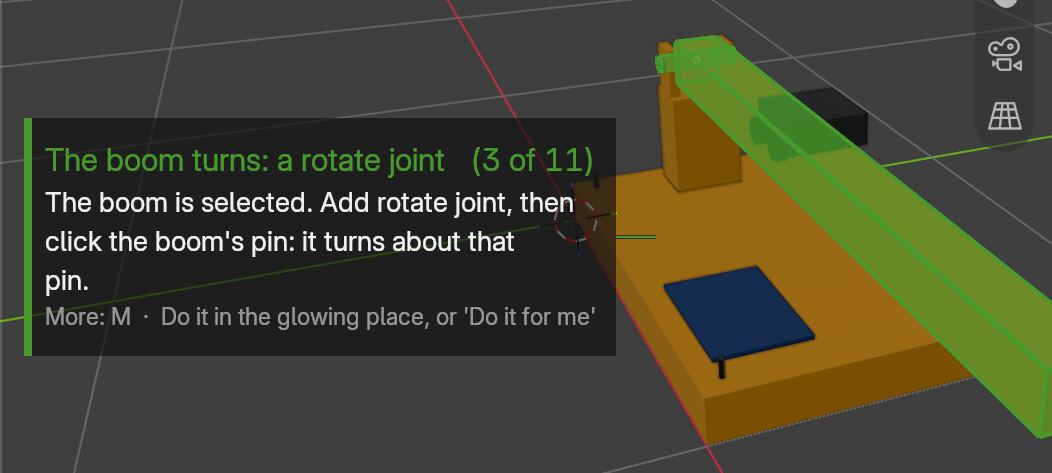 The boom turns: a rotate joint (3 of 11)
The boom is selected. Add rotate joint, then
click the boom's pin: it turns about that
pin.
More: M · Do it in the glowing place, or 'Do it for me'